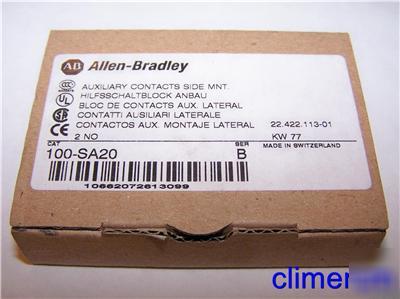 AB Allen-Bradley
AUXILIARY CONTACTS SIDE MNT.
HILFSSCHALTBLOCK ANBAU
BLOC DE CONTACTS AUX. LATERAL
CONTATTI AUSILIARI LATERALE
CONTACTOS AUX. MONTAJE LATERAL 22.422.113-01
2 NO KW 77
CAT SER MADE IN SWITZERLAND
100-SA20 B
10662072613099
climer